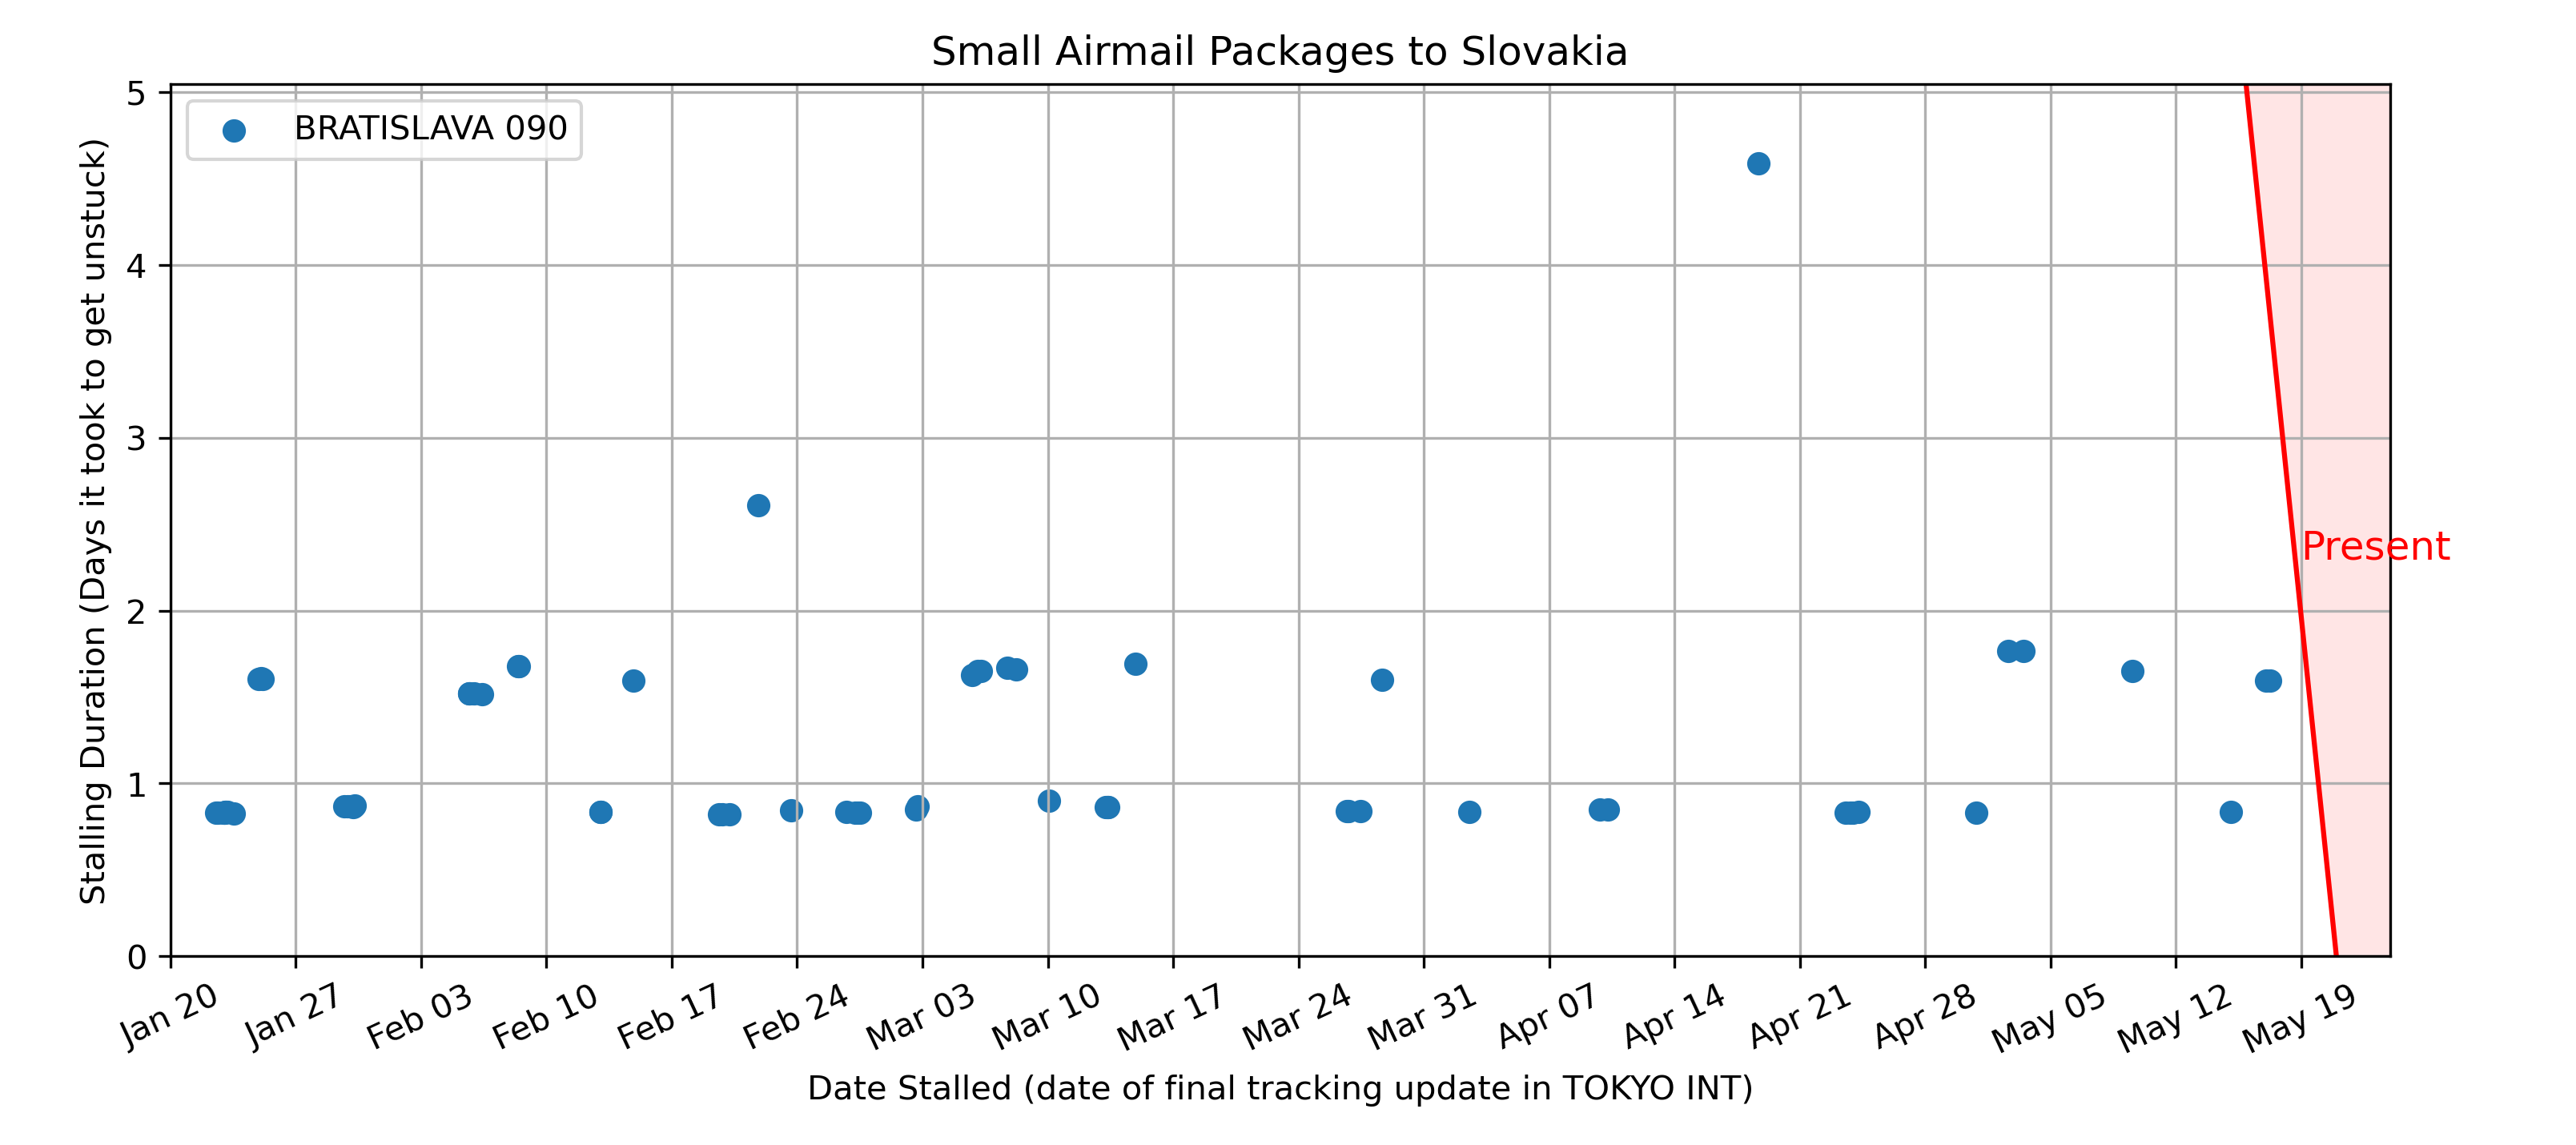 Small Airmail Packages to Slovakia
BRATISLAVA 090
Stalling Duration (Days it took to get unstuck)
5
4
3
2
1
0
Present
Jan 20
Jan 27
Feb 03
Feb 10
Feb 17
Feb 24
Mar 03
Mar 10
Mar 17
Mar 24
Mar 31
Apr 07
Apr 14
Apr 21
Apr 28
May 05
May 12
May 19
Date Stalled (date of final tracking update in TOKYO INT)